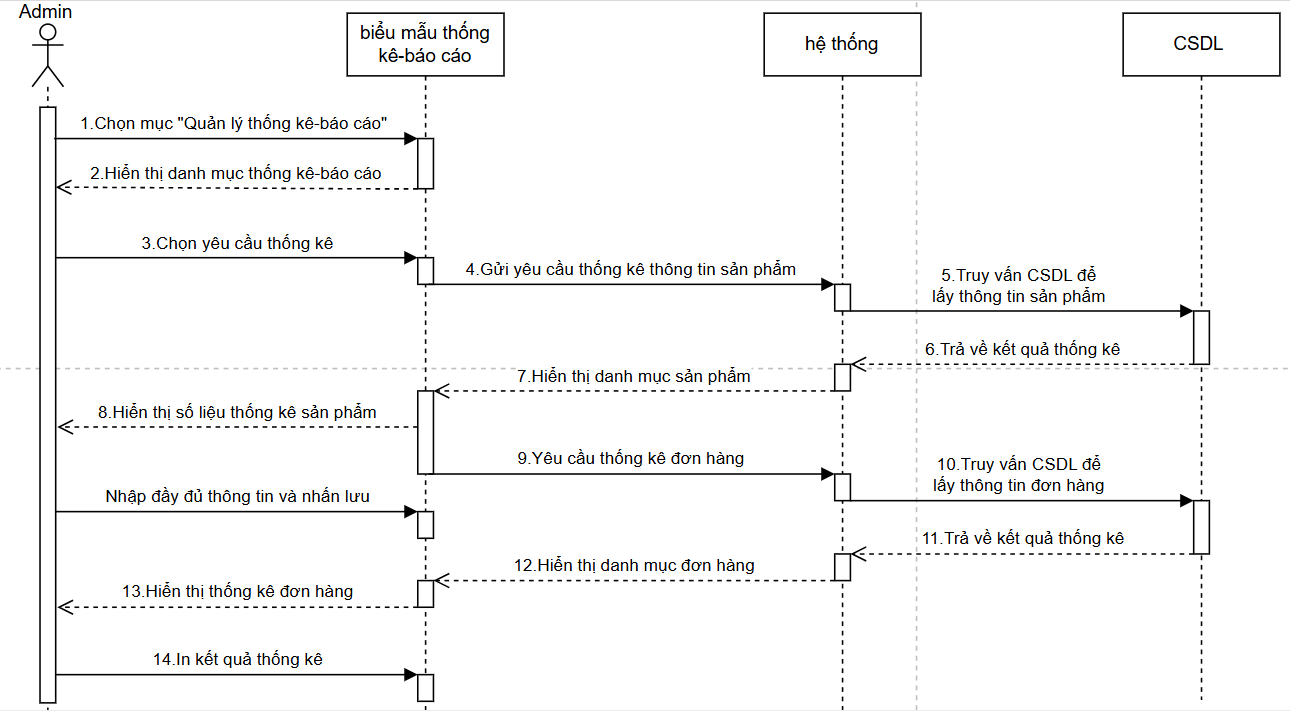 Admin
biểu mẫu thống
kê-báo cáo
hệ thống
CSDL
1.Chọn mục "Quản lý thống kê-báo cáo"
2.Hiển thị danh mục thống kê-báo cáo
3.Chọn yêu cầu thống kê
4.Gửi yêu cầu thống kê thông tin sản phẩm
5.Truy vấn CSDL để
lấy thông tin sản phẩm
6.Trả về kết quả thống kê
7.Hiển thị danh mục sản phẩm
8.Hiển thị số liệu thống kê sản phẩm
9.Yêu cầu thống kê đơn hàng
10.Truy vấn CSDL để
lấy thông tin đơn hàng
Nhập đầy đủ thông tin và nhấn lưu
11.Trả về kết quả thống kê
12.Hiển thị danh mục đơn hàng
13.Hiển thị thống kê đơn hàng
14.In kết quả thống kê